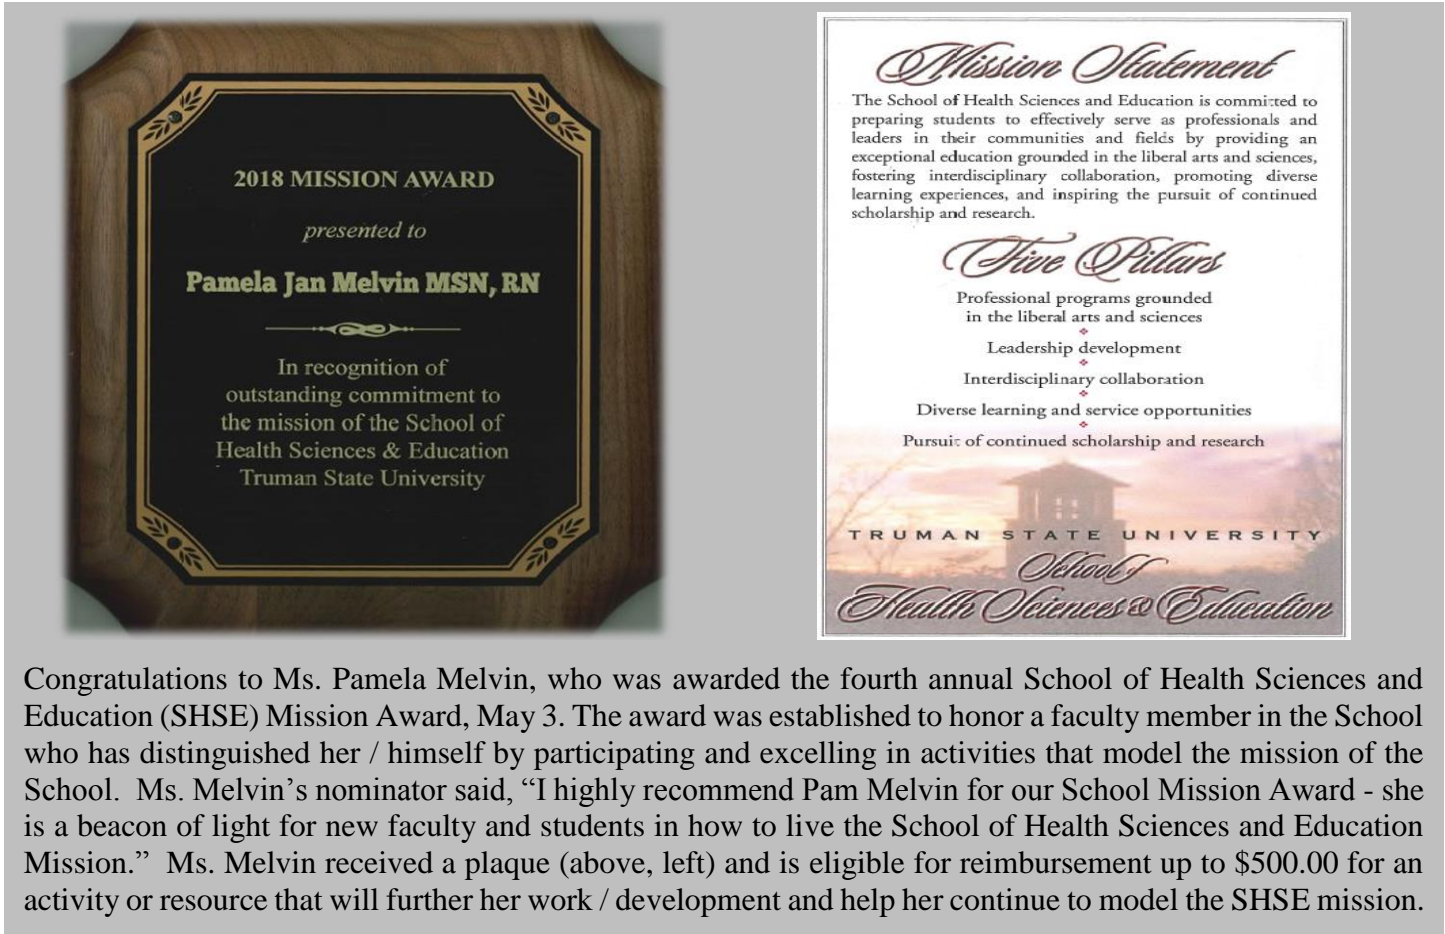 2018 MISSION AWARD
presented to
Pamela Jan Melvin MSN, RN
In recognition of
outstanding commitment to
the mission of the School of
Health Sciences & Education
Truman State University
Mission Statement
The School of Health Sciences and Education is committed to
preparing students to effectively serve as professionals and
leaders in their communities and fields by providing an
exceptional education grounded in the liberal arts and sciences,
fostering interdisciplinary collaboration, promoting diverse
learning experiences, and inspiring the pursuit of continued
scholarship and research.
Five Pillars
Professional programs grounded
in the liberal arts and sciences
Leadership development
Interdisciplinary collaboration
Diverse learning and service opportunities
Pursuit of continued scholarship and research
TRUMAN STATE UNIVERSITY
School of
Health Sciences & Education
Congratulations to Ms. Pamela Melvin, who was awarded the fourth annual School of Health Sciences and
Education (SHSE) Mission Award, May 3. The award was established to honor a faculty member in the School
who has distinguished her / himself by participating and excelling in activities that model the mission of the
School.  Ms. Melvin’s nominator said, “I highly recommend Pam Melvin for our School Mission Award - she
is a beacon of light for new faculty and students in how to live the School of Health Sciences and Education
Mission.”  Ms. Melvin received a plaque (above, left) and is eligible for reimbursement up to $500.00 for an
activity or resource that will further her work / development and help her continue to model the SHSE mission.